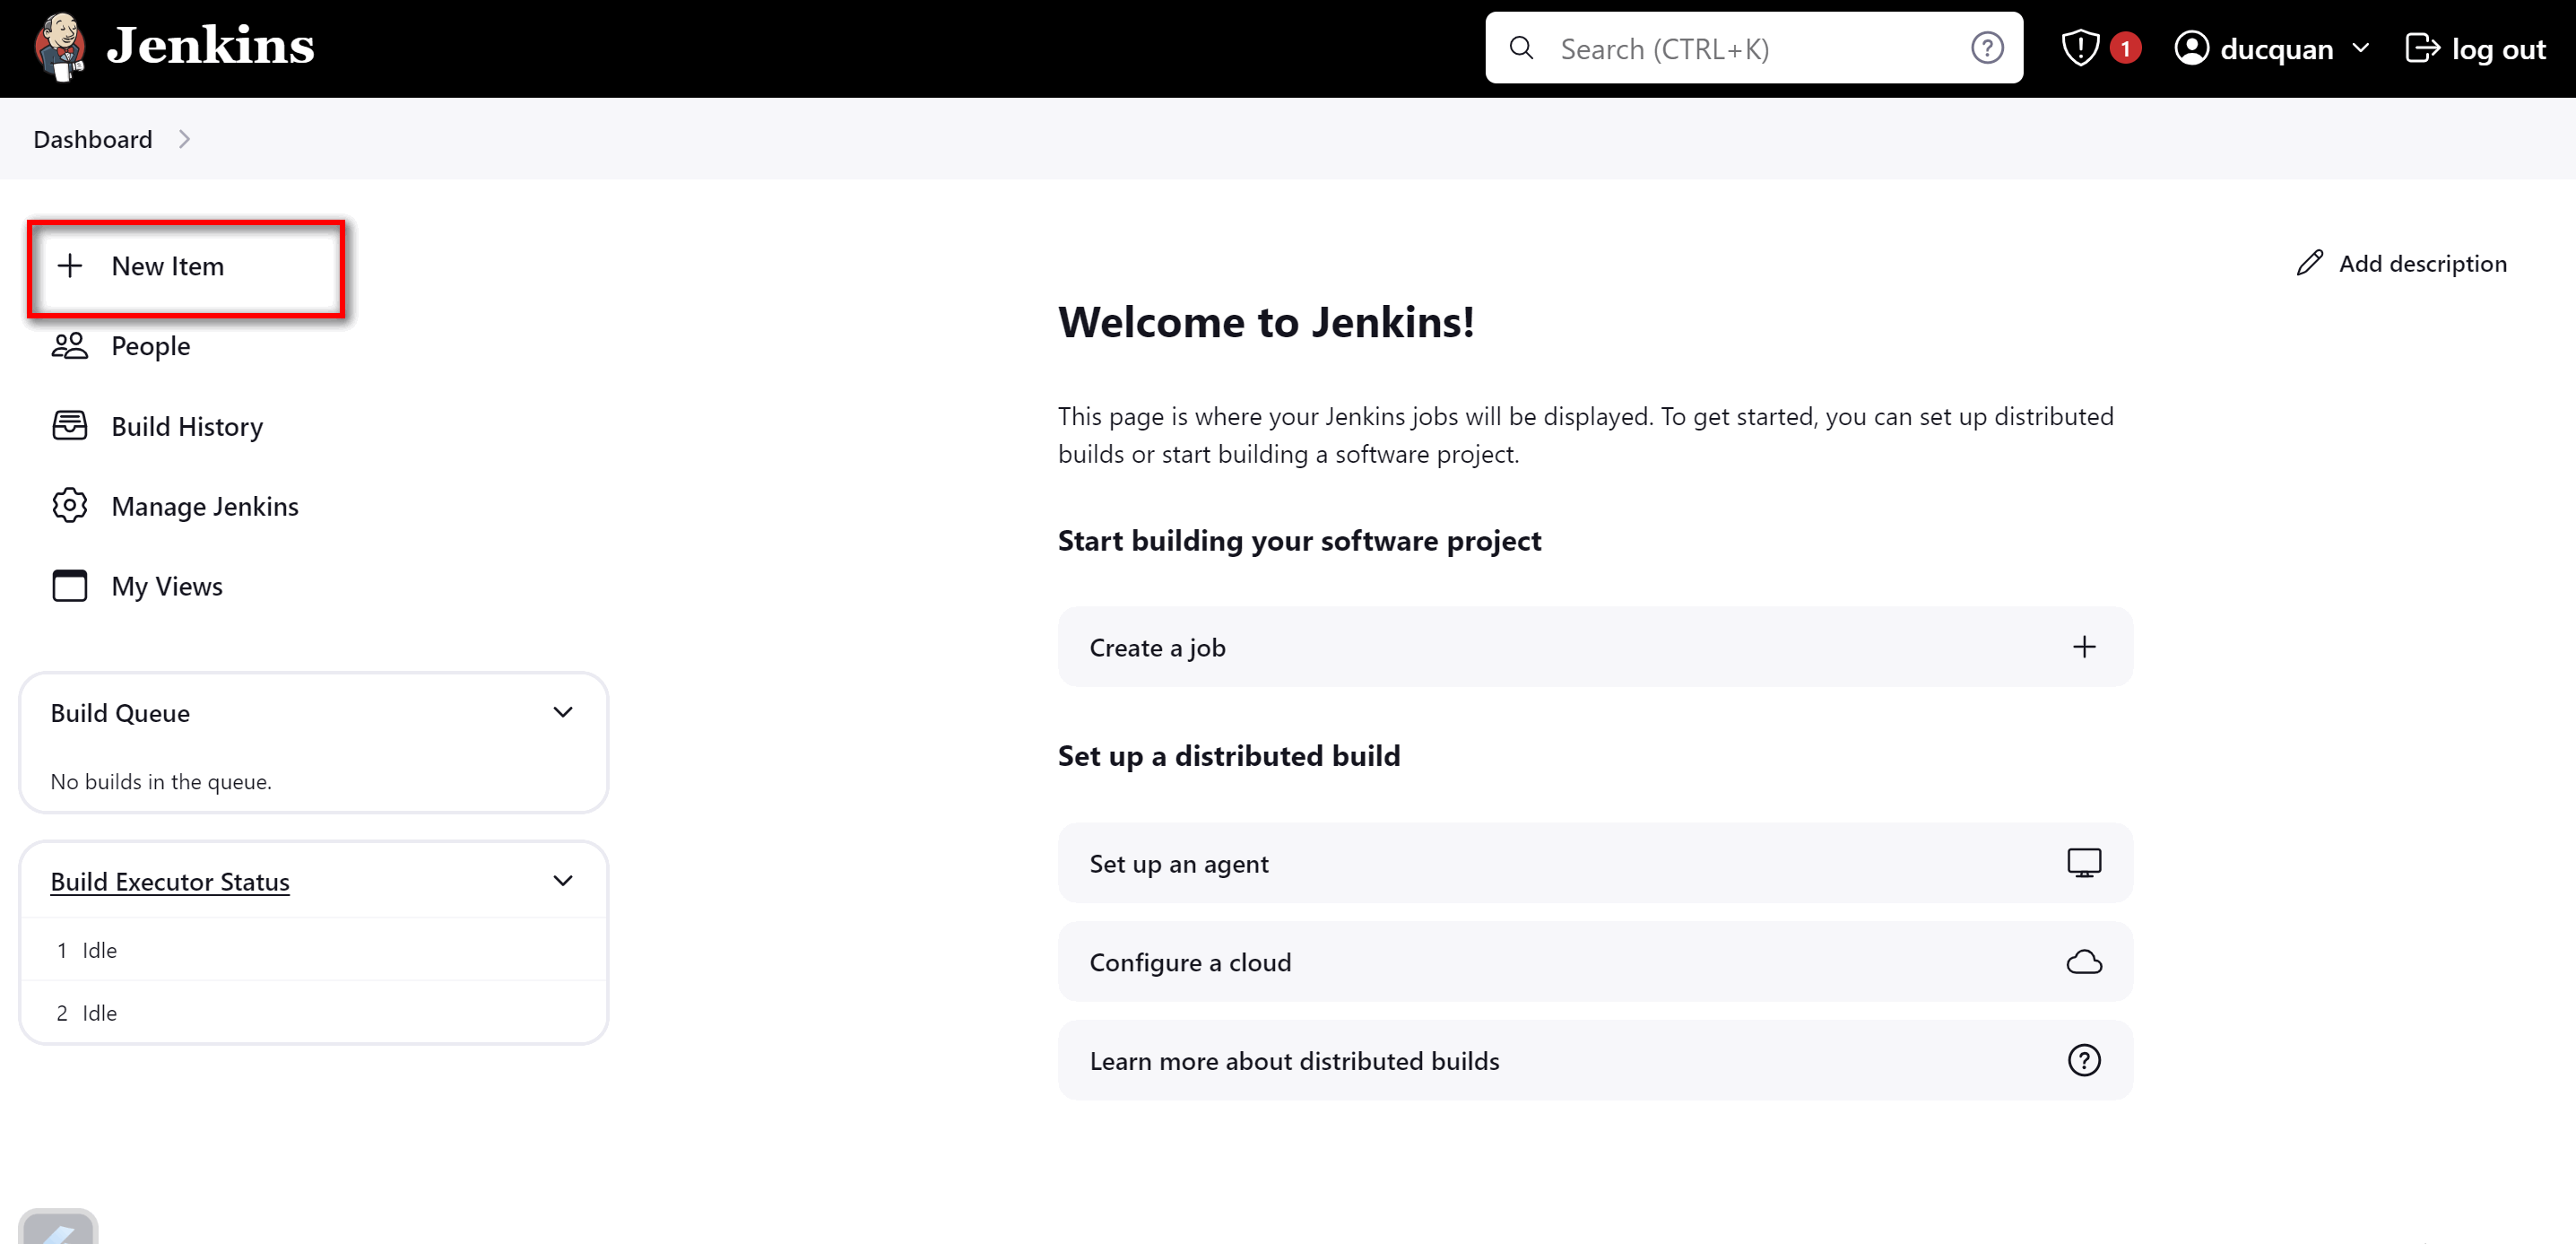 Jenkins
Search (CTRL+K)
1
ducquan
log out
Dashboard
New Item
People
Build History
Manage Jenkins
My Views
Build Queue
No builds in the queue.
Build Executor Status
1 Idle
2 Idle
Add description
Welcome to Jenkins!
This page is where your Jenkins jobs will be displayed. To get started, you can set up distributed
builds or start building a software project.
Start building your software project
Create a job
Set up a distributed build
Set up an agent
Configure a cloud
Learn more about distributed builds